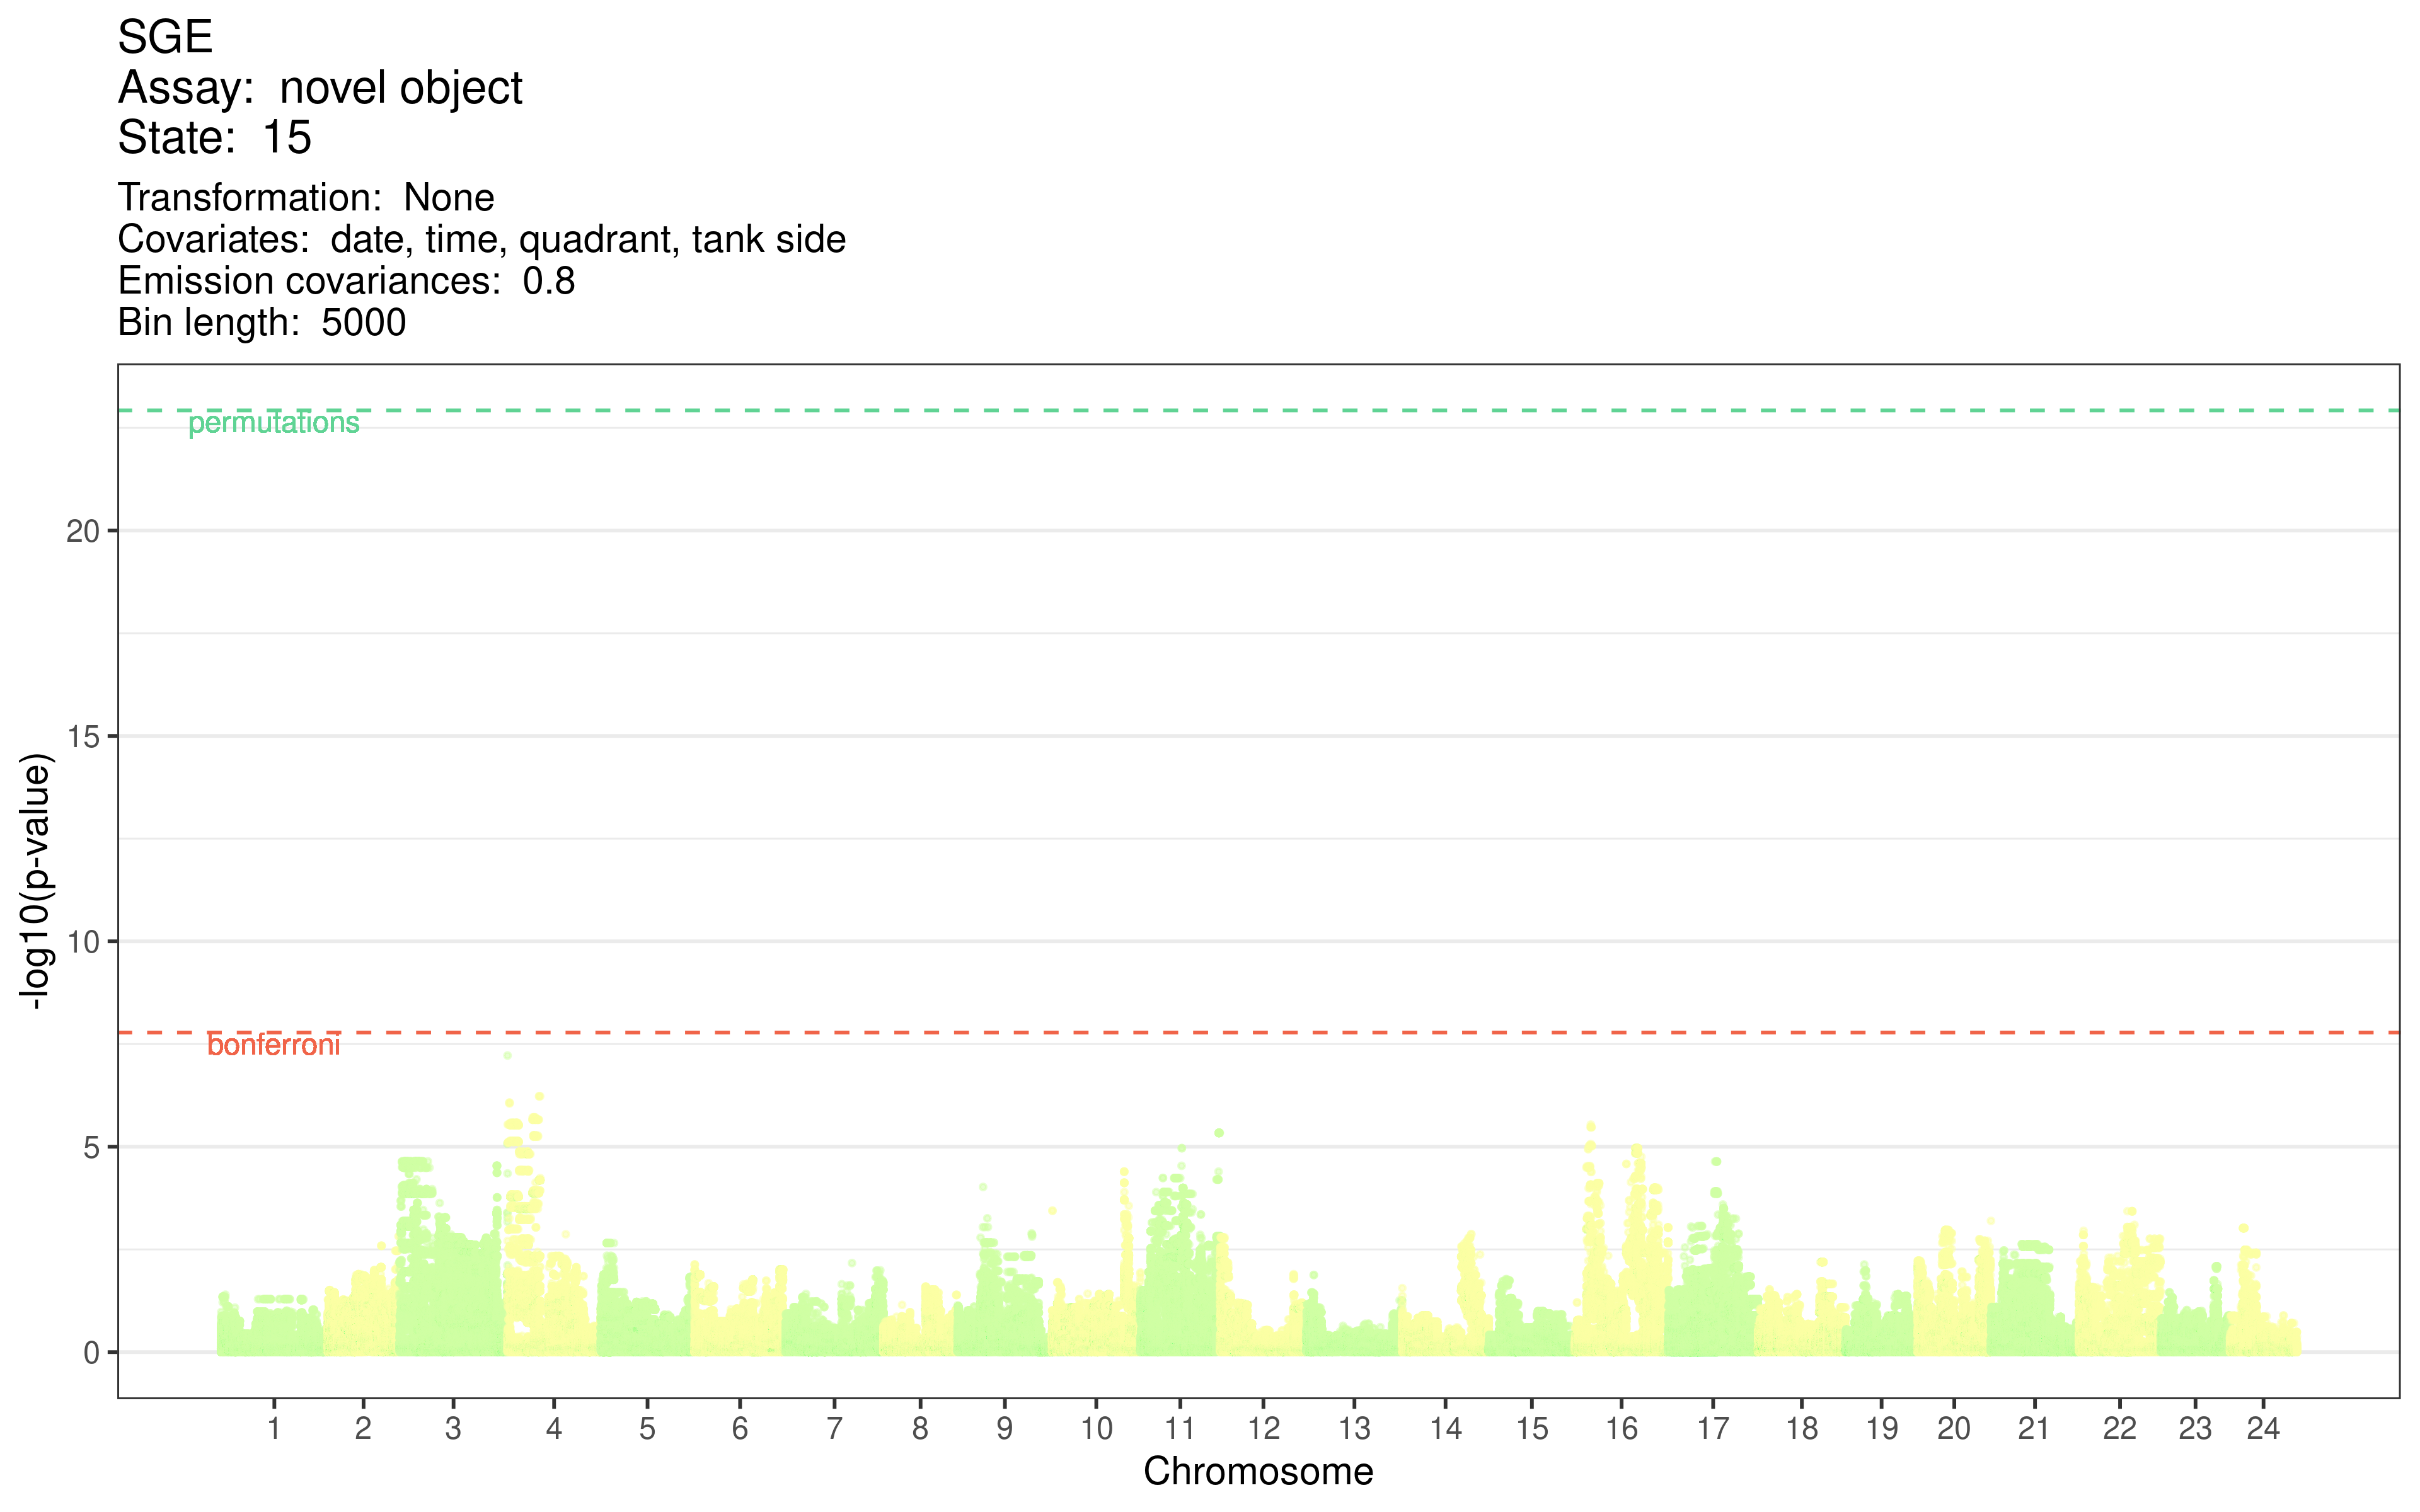 SGE
Assay:  novel object
State:  15
Transformation:  None
Covariates:  date, time, quadrant, tank side
Emission covariances:  0.8
Bin length:  5000
permutations
20
15
10
bonferroni
5
0
-log10(p-value)
1 2 3 4 5 6 7 8 9 10 11 12 13 14 15 16 17 18 19 20 21 22 23 24
Chromosome